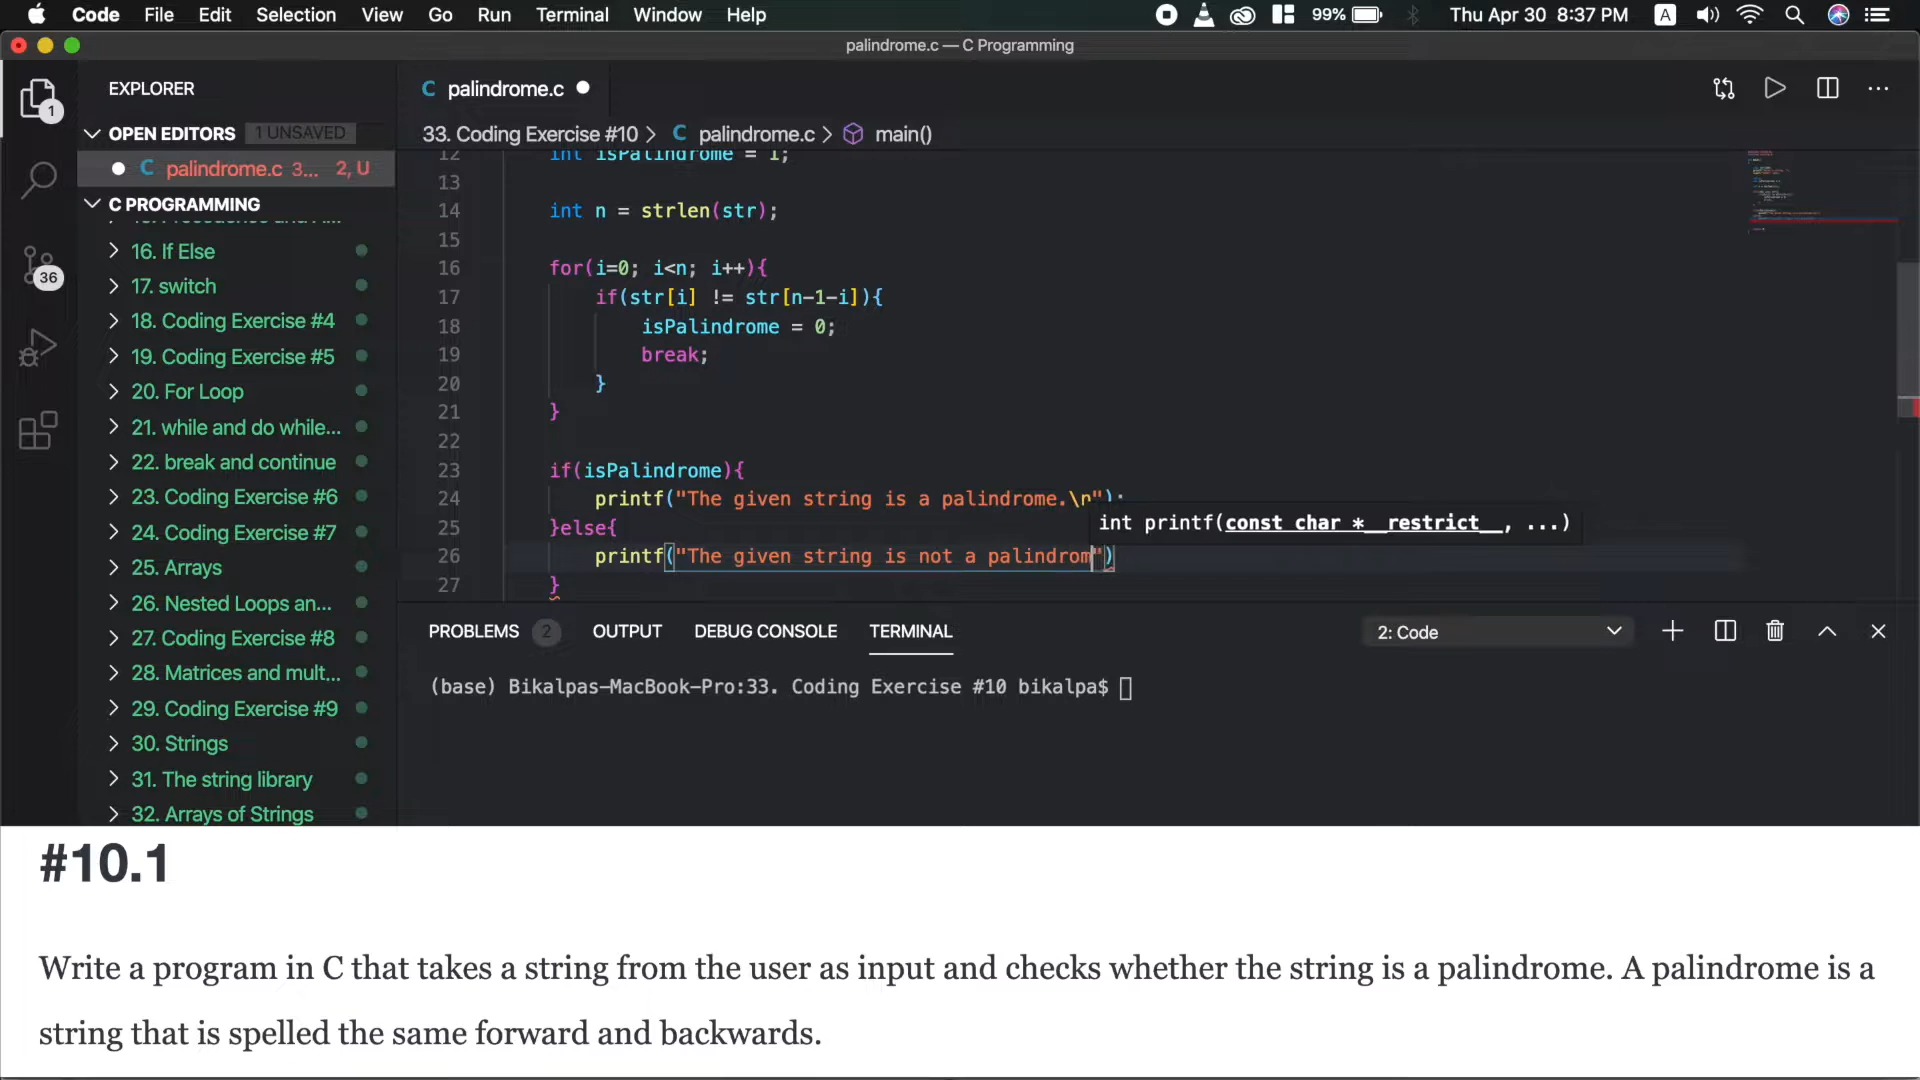 Code File Edit Selection View Go Run Terminal Window Help 99% Thu Apr 30 8:37 PM A
palindrome.c — C Programming
EXPLORER
OPEN EDITORS 1 UNSAVED
C palindrome.c 3... 2, U
C PROGRAMMING
16. If Else
17. switch
18. Coding Exercise #4
19. Coding Exercise #5
20. For Loop
21. while and do while...
22. break and continue
23. Coding Exercise #6
24. Coding Exercise #7
25. Arrays
26. Nested Loops an...
27. Coding Exercise #8
28. Matrices and mult...
29. Coding Exercise #9
30. Strings
31. The string library
32. Arrays of Strings
1
36
C palindrome.c
33. Coding Exercise #10 > C palindrome.c > main()
12 int isPalindrome = 1;
13
14 int n = strlen(str);
15
16 for(i=0; i<n; i++){
17 if(str[i] != str[n-1-i]){
18 isPalindrome = 0;
19 break;
20 }
21 }
22
23 if(isPalindrome){
24 printf("The given string is a palindrome.\n");
25 }else{
int printf(const char *__restrict__, ...)
26 printf("The given string is not a palindrom")
27 }
PROBLEMS 2 OUTPUT DEBUG CONSOLE TERMINAL 2: Code
(base) Bikalpas-MacBook-Pro:33. Coding Exercise #10 bikalpa$
#10.1
Write a program in C that takes a string from the user as input and checks whether the string is a palindrome. A palindrome is a
string that is spelled the same forward and backwards.